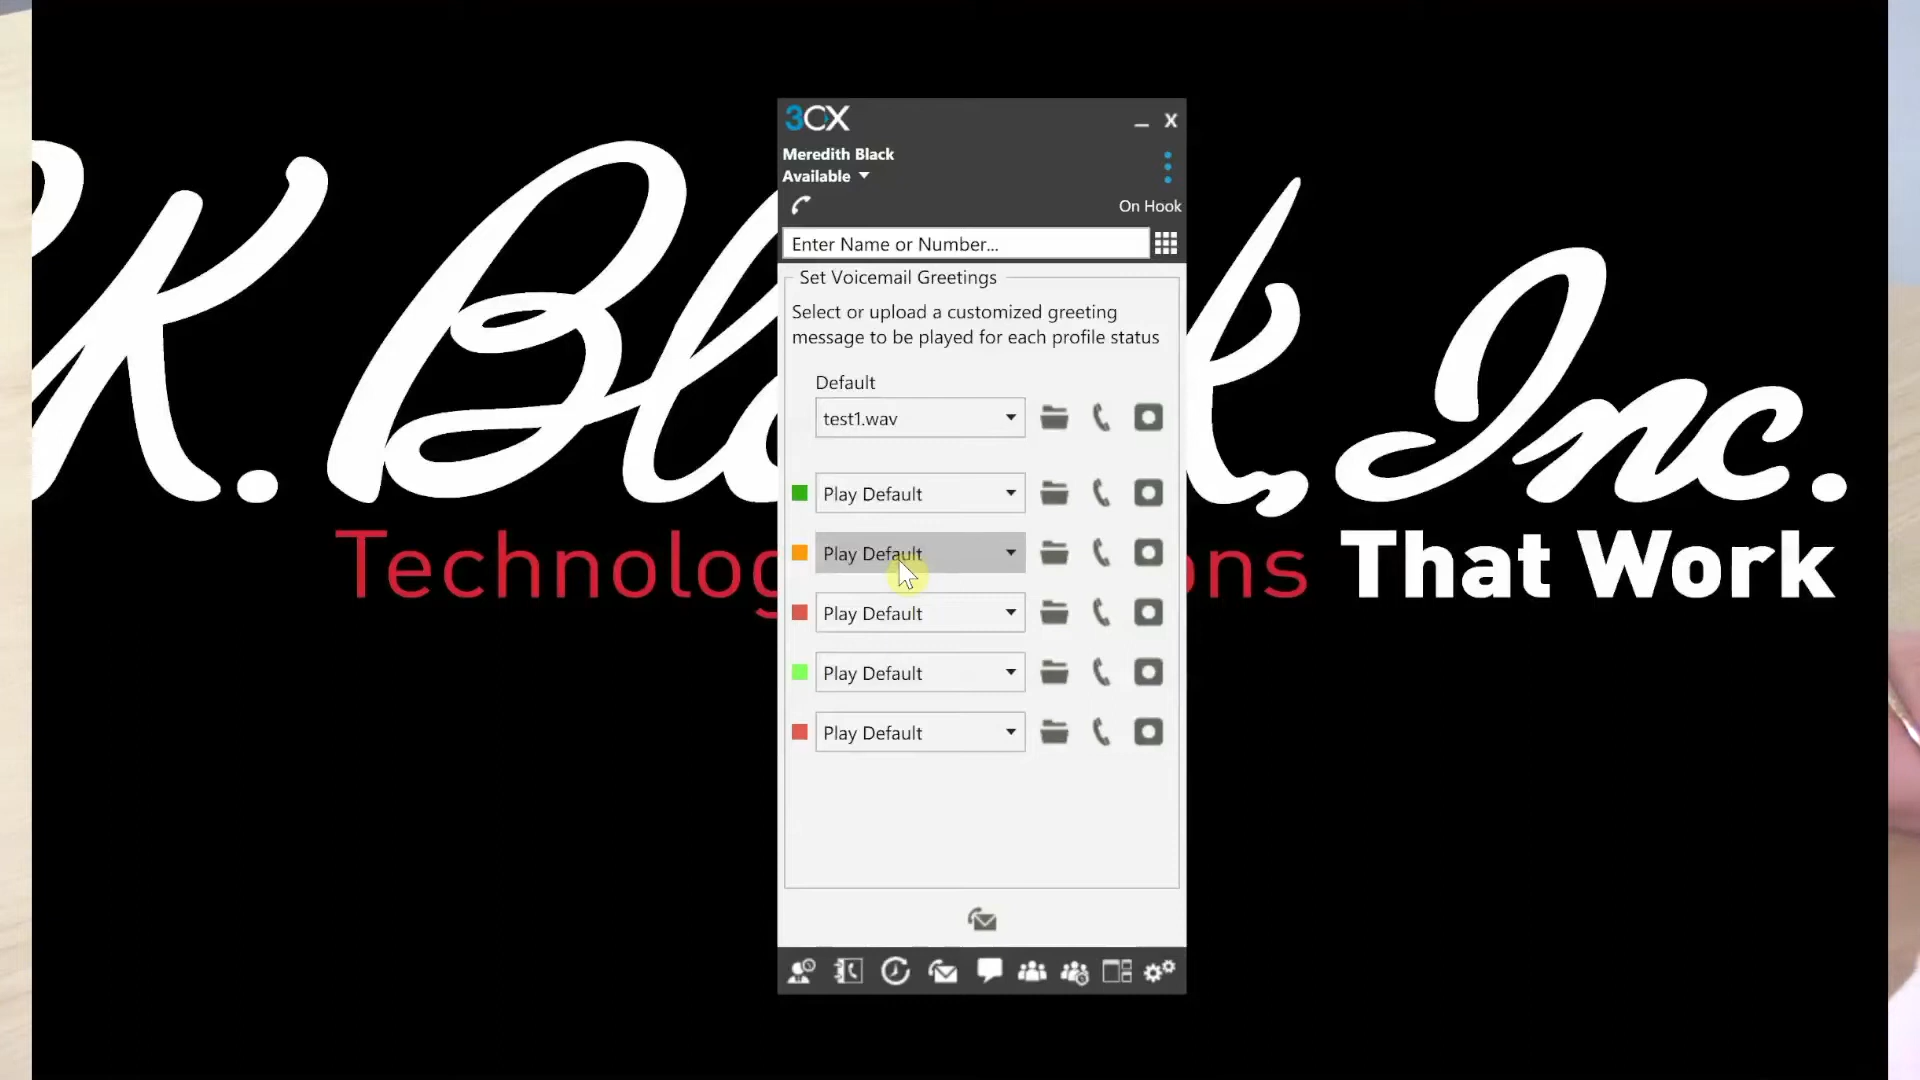 K. Bl k, Inc.
Technolog ons That Work
3CX
Meredith Black
Available
On Hook
Enter Name or Number...
Set Voicemail Greetings
Select or upload a customized greeting
message to be played for each profile status
Default
test1.wav
Play Default
Play Default
Play Default
Play Default
Play Default